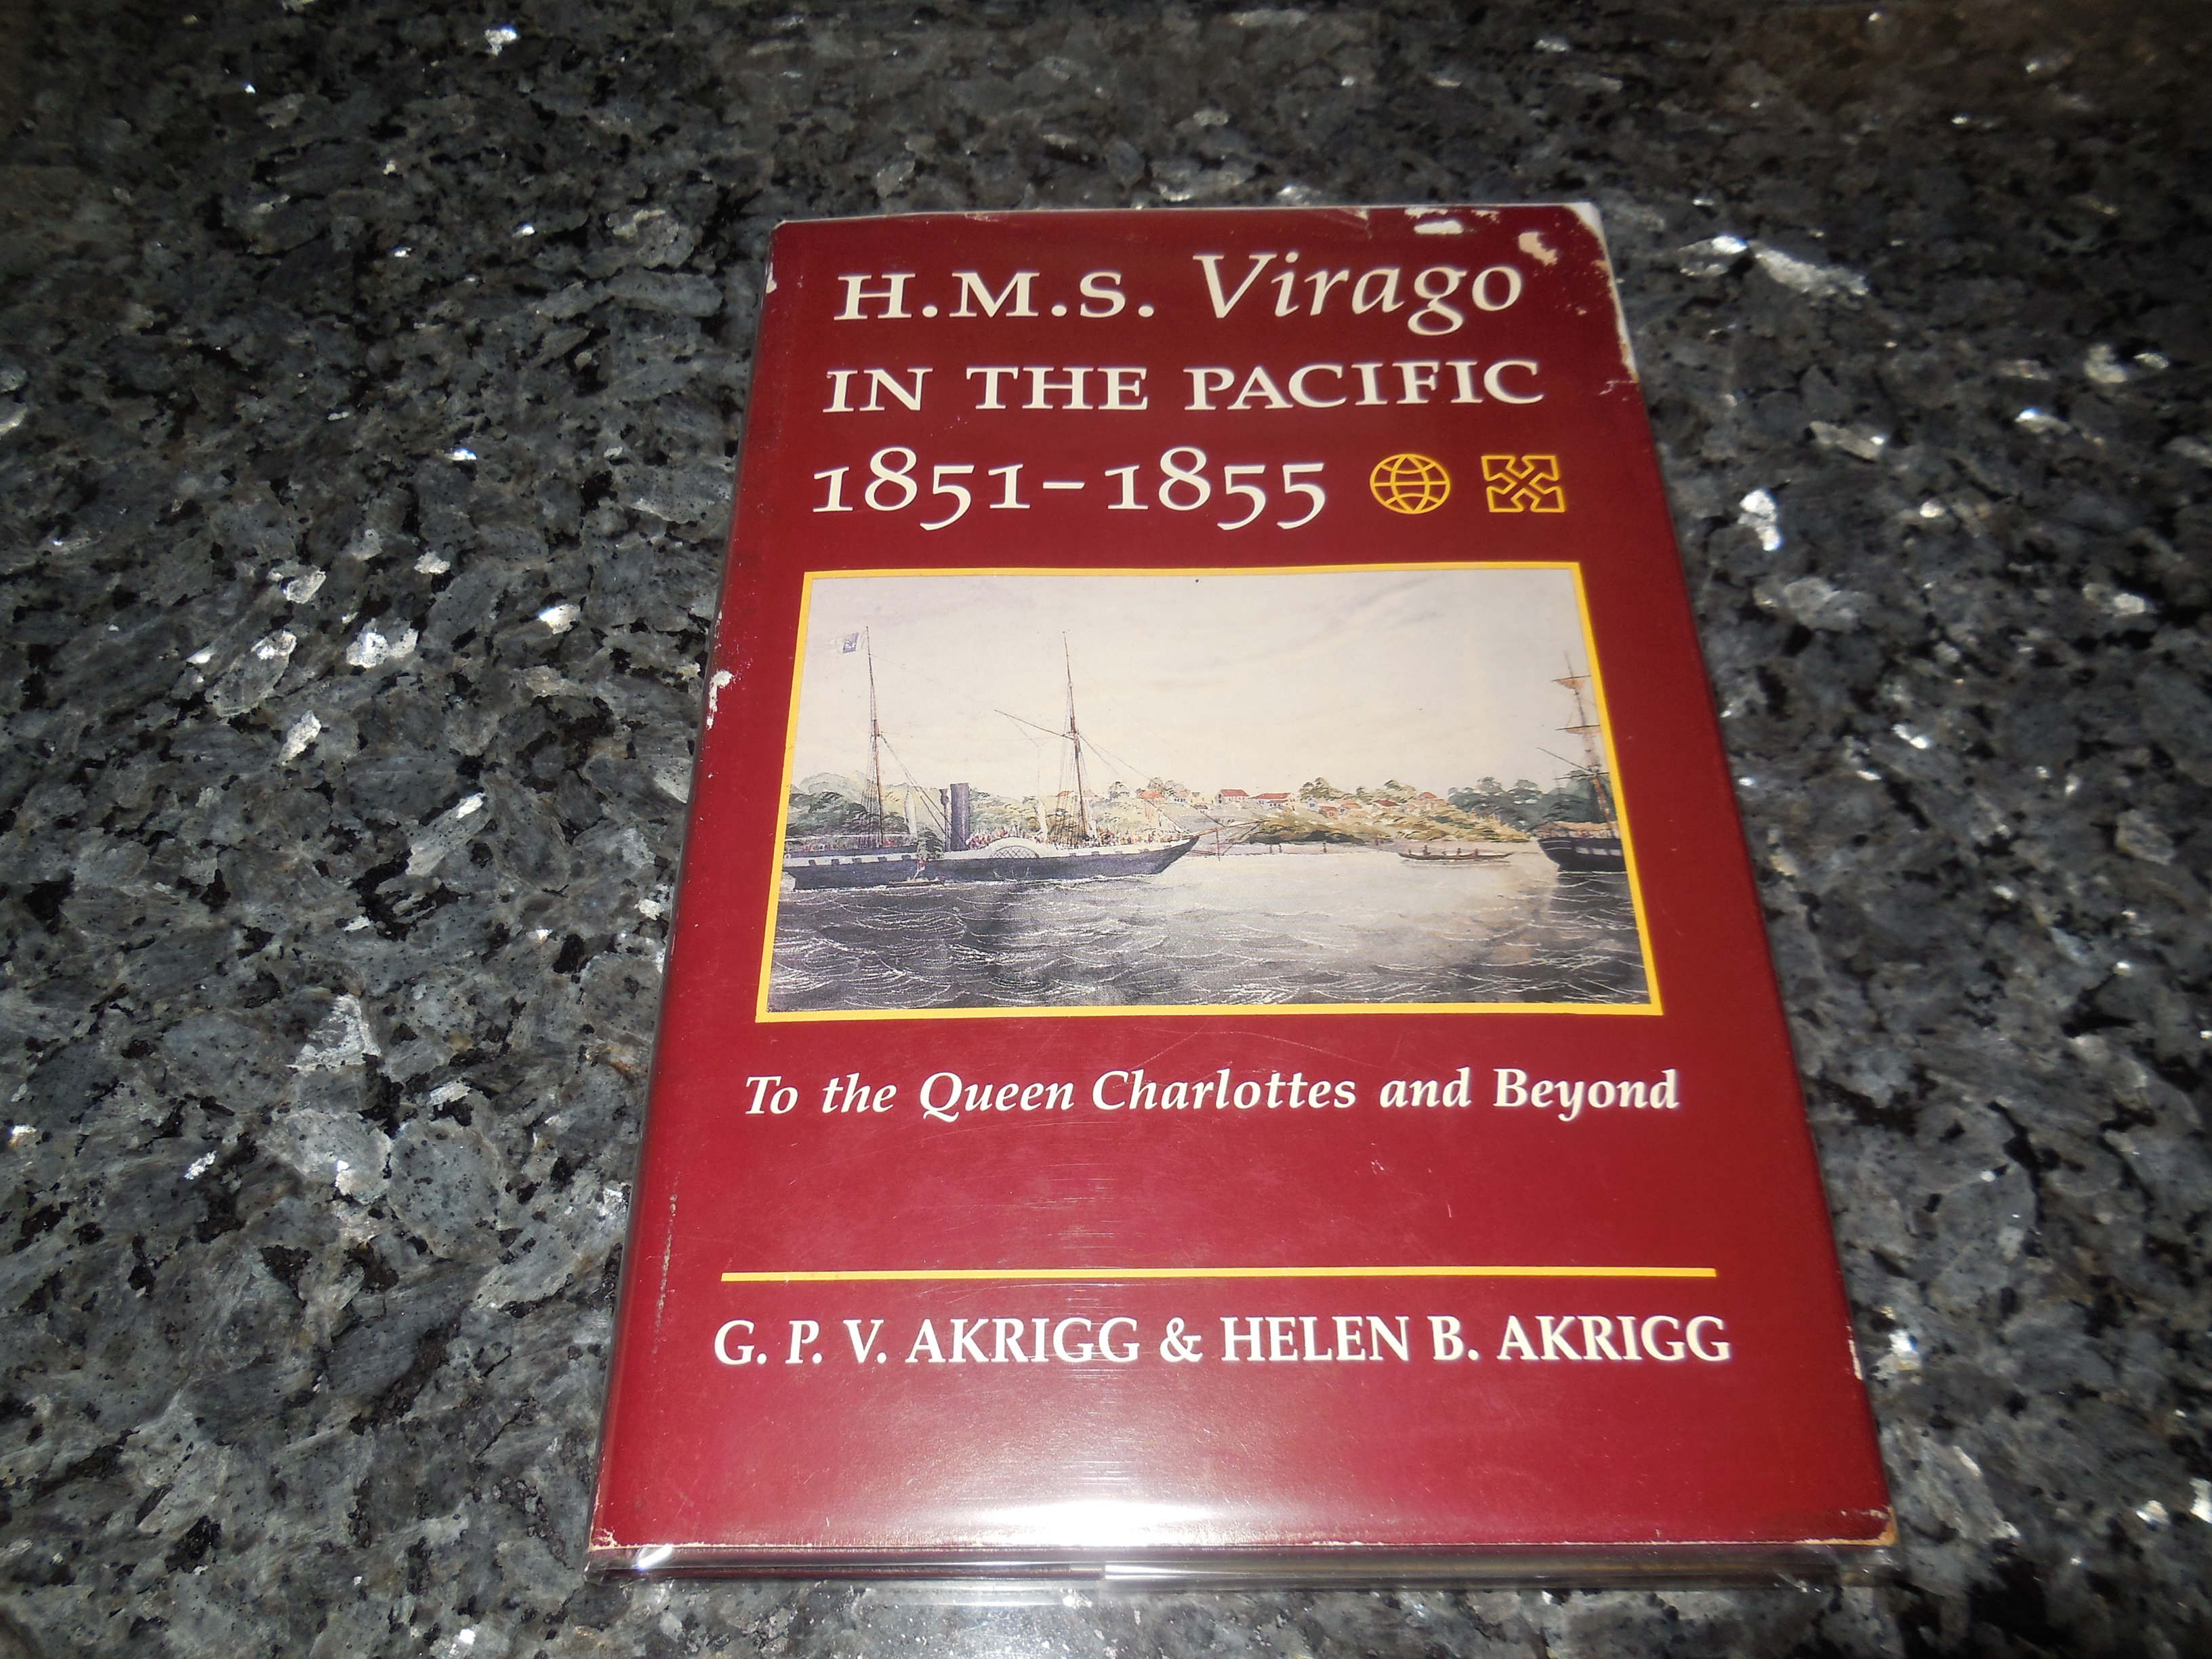 H.M.S. Virago
IN THE PACIFIC
1851-1855
To the Queen Charlottes and Beyond
G. P. V. AKRIGG & HELEN B. AKRIGG